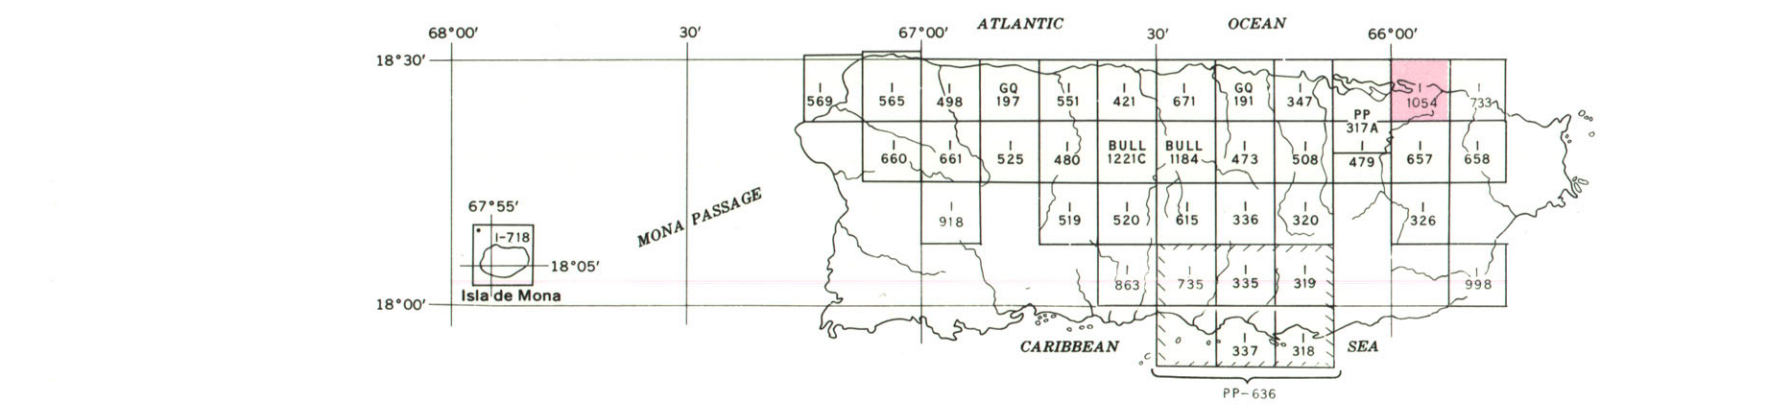 ATLANTIC OCEAN
68°00′ 30′ 67°00′ 30′ 66°00′
18°30′
I I I GQ I I I GQ I I I
569 565 498 197 551 421 671 191 347 1054 733
PP
317A
I I I I BULL BULL I I I I I
660 661 525 480 1221C 1184 473 508 479 657 658
67°55′
MONA PASSAGE
I I I I I I I
918 519 520 615 336 320 326
I-718
18°05′
Isla de Mona
I I I I I
863 735 335 319 998
18°00′
CARIBBEAN SEA
I I
337 318
PP-636